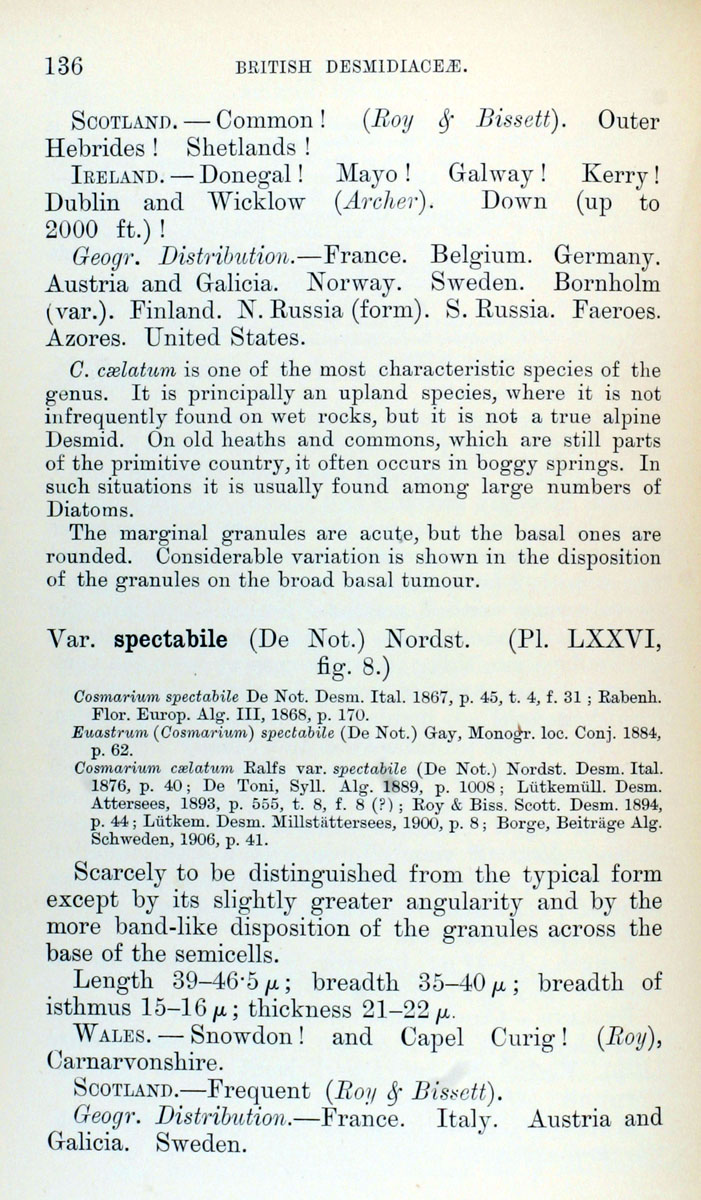 136 BRITISH DESMIDIACEÆ.
SCOTLAND.—Common! (Roy & Bissett). Outer
Hebrides! Shetlands!
IRELAND.—Donegal! Mayo! Galway! Kerry!
Dublin and Wicklow (Archer). Down (up to
2000 ft.)!
Geogr. Distribution.—France. Belgium. Germany.
Austria and Galicia. Norway. Sweden. Bornholm
(var.). Finland. N. Russia (form). S. Russia. Faeroes.
Azores. United States.
C. cælatum is one of the most characteristic species of the
genus. It is principally an upland species, where it is not
infrequently found on wet rocks, but it is not a true alpine
Desmid. On old heaths and commons, which are still parts
of the primitive country, it often occurs in boggy springs. In
such situations it is usually found among large numbers of
Diatoms.
The marginal granules are acute, but the basal ones are
rounded. Considerable variation is shown in the disposition
of the granules on the broad basal tumour.
Var. spectabile (De Not.) Nordst. (Pl. LXXVI,
fig. 8.)
Cosmarium spectabile De Not. Desm. Ital. 1867, p. 45, t. 4, f. 31; Rabenh.
Flor. Europ. Alg. III, 1868, p. 170.
Euastrum (Cosmarium) spectabile (De Not.) Gay, Monogr. loc. Conj. 1884,
p. 62.
Cosmarium cælatum Ralfs var. spectabile (De Not.) Nordst. Desm. Ital.
1876, p. 40; De Toni, Syll. Alg. 1889, p. 1008; Lütkemüll. Desm.
Attersees, 1893, p. 555, t. 8, f. 8 (?); Roy & Biss. Scott. Desm. 1894,
p. 44; Lütkem. Desm. Millstättersees, 1900, p. 8; Borge, Beiträge Alg.
Schweden, 1906, p. 41.
Scarcely to be distinguished from the typical form
except by its slightly greater angularity and by the
more band-like disposition of the granules across the
base of the semicells.
Length 39–46·5 μ; breadth 35–40 μ; breadth of
isthmus 15–16 μ; thickness 21–22 μ.
WALES.—Snowdon! and Capel Curig! (Roy),
Carnarvonshire.
SCOTLAND.—Frequent (Roy & Bissett).
Geogr. Distribution.—France. Italy. Austria and
Galicia. Sweden.